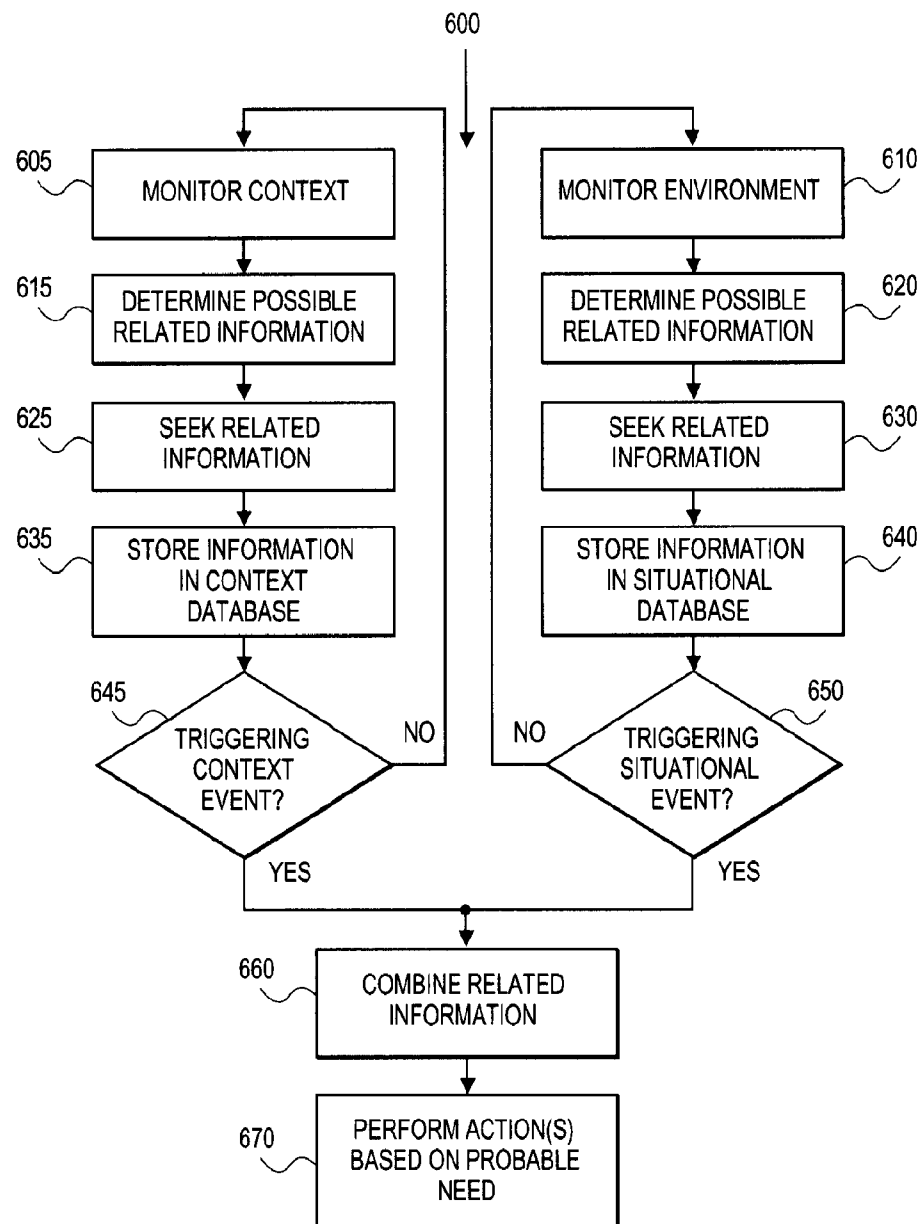 600
605
MONITOR CONTEXT
610
MONITOR ENVIRONMENT
615
DETERMINE POSSIBLE
RELATED INFORMATION
620
DETERMINE POSSIBLE
RELATED INFORMATION
625
SEEK RELATED
INFORMATION
630
SEEK RELATED
INFORMATION
635
STORE INFORMATION
IN CONTEXT
DATABASE
640
STORE INFORMATION
IN SITUATIONAL
DATABASE
645
TRIGGERING
CONTEXT
EVENT?
NO
YES
650
TRIGGERING
SITUATIONAL
EVENT?
NO
YES
660
COMBINE RELATED
INFORMATION
670
PERFORM ACTION(S)
BASED ON PROBABLE
NEED